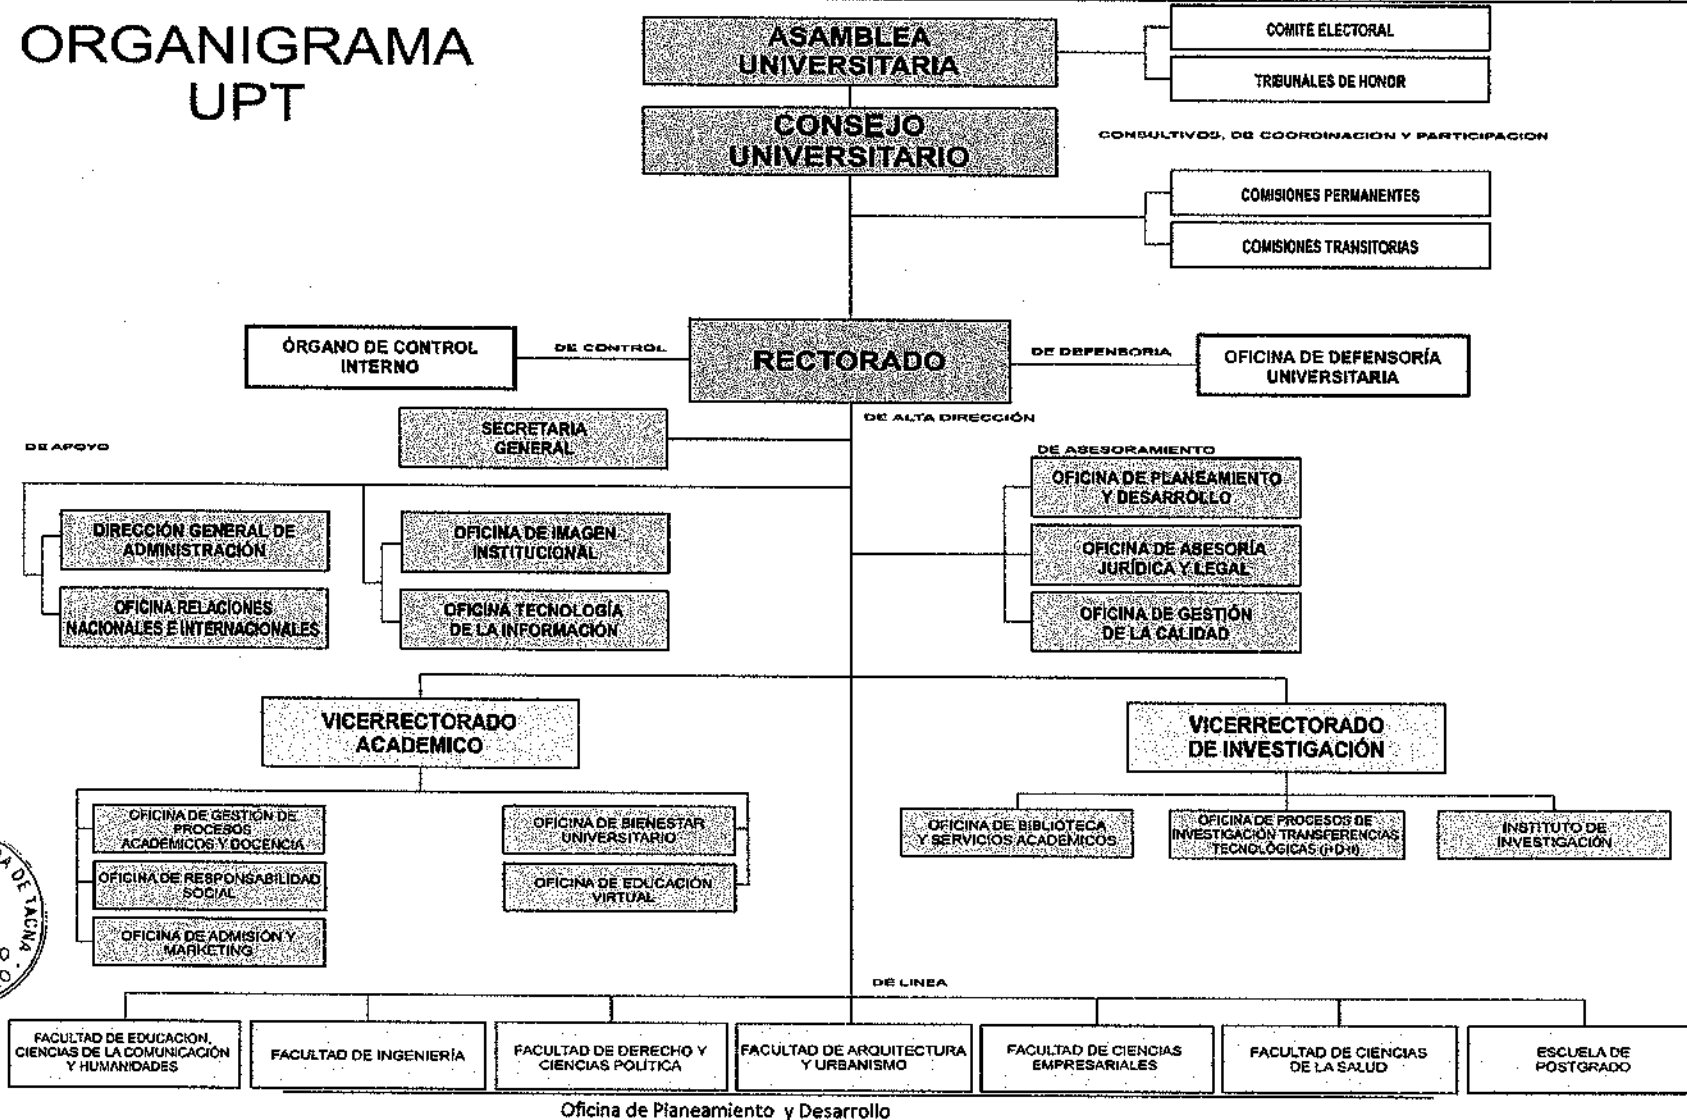 ORGANIGRAMA
UPT
ASAMBLEA
UNIVERSITARIA
COMITE ELECTORAL
TRIBUNALES DE HONOR
CONSEJO
UNIVERSITARIO
CONSULTIVOS, DE COORDINACION Y PARTICIPACION
COMISIONES PERMANENTES
COMISIONES TRANSITORIAS
ÓRGANO DE CONTROL
INTERNO
DE CONTROL
RECTORADO
DE DEFENSORIA
OFICINA DE DEFENSORÍA
UNIVERSITARIA
DE ALTA DIRECCIÓN
SECRETARIA
GENERAL
DE APOYO
DE ASESORAMIENTO
OFICINA DE PLANEAMIENTO
Y DESARROLLO
DIRECCIÓN GENERAL DE
ADMINISTRACIÓN
OFICINA DE IMAGEN
INSTITUCIONAL
OFICINA DE ASESORÍA
JURÍDICA Y LEGAL
OFICINA RELACIONES
NACIONALES E INTERNACIONALES
OFICINA TECNOLOGÍA
DE LA INFORMACIÓN
OFICINA DE GESTIÓN
DE LA CALIDAD
VICERRECTORADO
ACADEMICO
VICERRECTORADO
DE INVESTIGACIÓN
OFICINA DE GESTIÓN DE
PROCESOS
ACADÉMICOS Y DOCENCIA
OFICINA DE BIENESTAR
UNIVERSITARIO
OFICINA DE BIBLIOTECA
Y SERVICIOS ACADÉMICOS
OFICINA DE PROCESOS DE
INVESTIGACIÓN TRANSFERENCIAS
TECNOLÓGICAS
INSTITUTO DE
INVESTIGACIÓN
OFICINA DE RESPONSABILIDAD
SOCIAL
OFICINA DE EDUCACION
VIRTUAL
OFICINA DE ADMISIÓN Y
MARKETING
DE TACNA
DE LINEA
FACULTAD DE EDUCACION,
CIENCIAS DE LA COMUNICACIÓN
Y HUMANIDADES
FACULTAD DE INGENIERÍA
FACULTAD DE DERECHO Y
CIENCIAS POLÍTICA
FACULTAD DE ARQUITECTURA
Y URBANISMO
FACULTAD DE CIENCIAS
EMPRESARIALES
FACULTAD DE CIENCIAS
DE LA SALUD
ESCUELA DE
POSTGRADO
Oficina de Planeamiento y Desarrollo